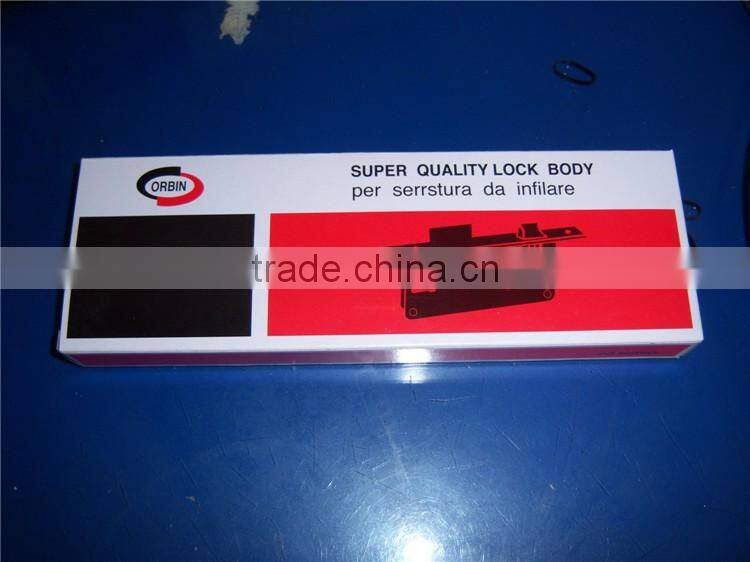 ORBIN
SUPER QUALITY LOCK BODY
per serrstura da infilare
trade.china.cn